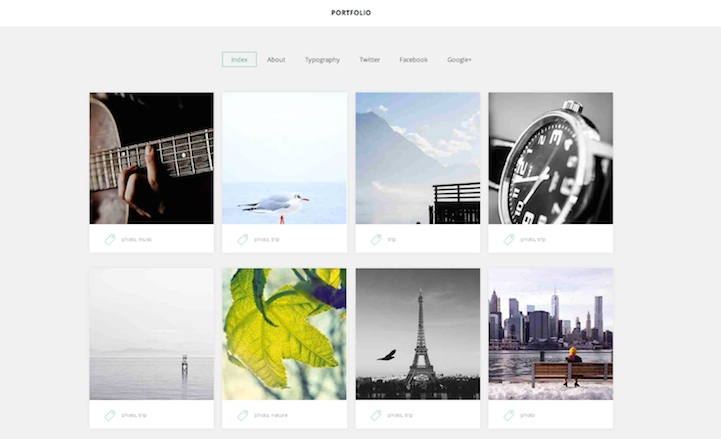 PORTFOLIO
Index About Typography Twitter Facebook Google+
photo, music photo, trip trip photo, trip
photo, trip photo, nature photo, trip photo